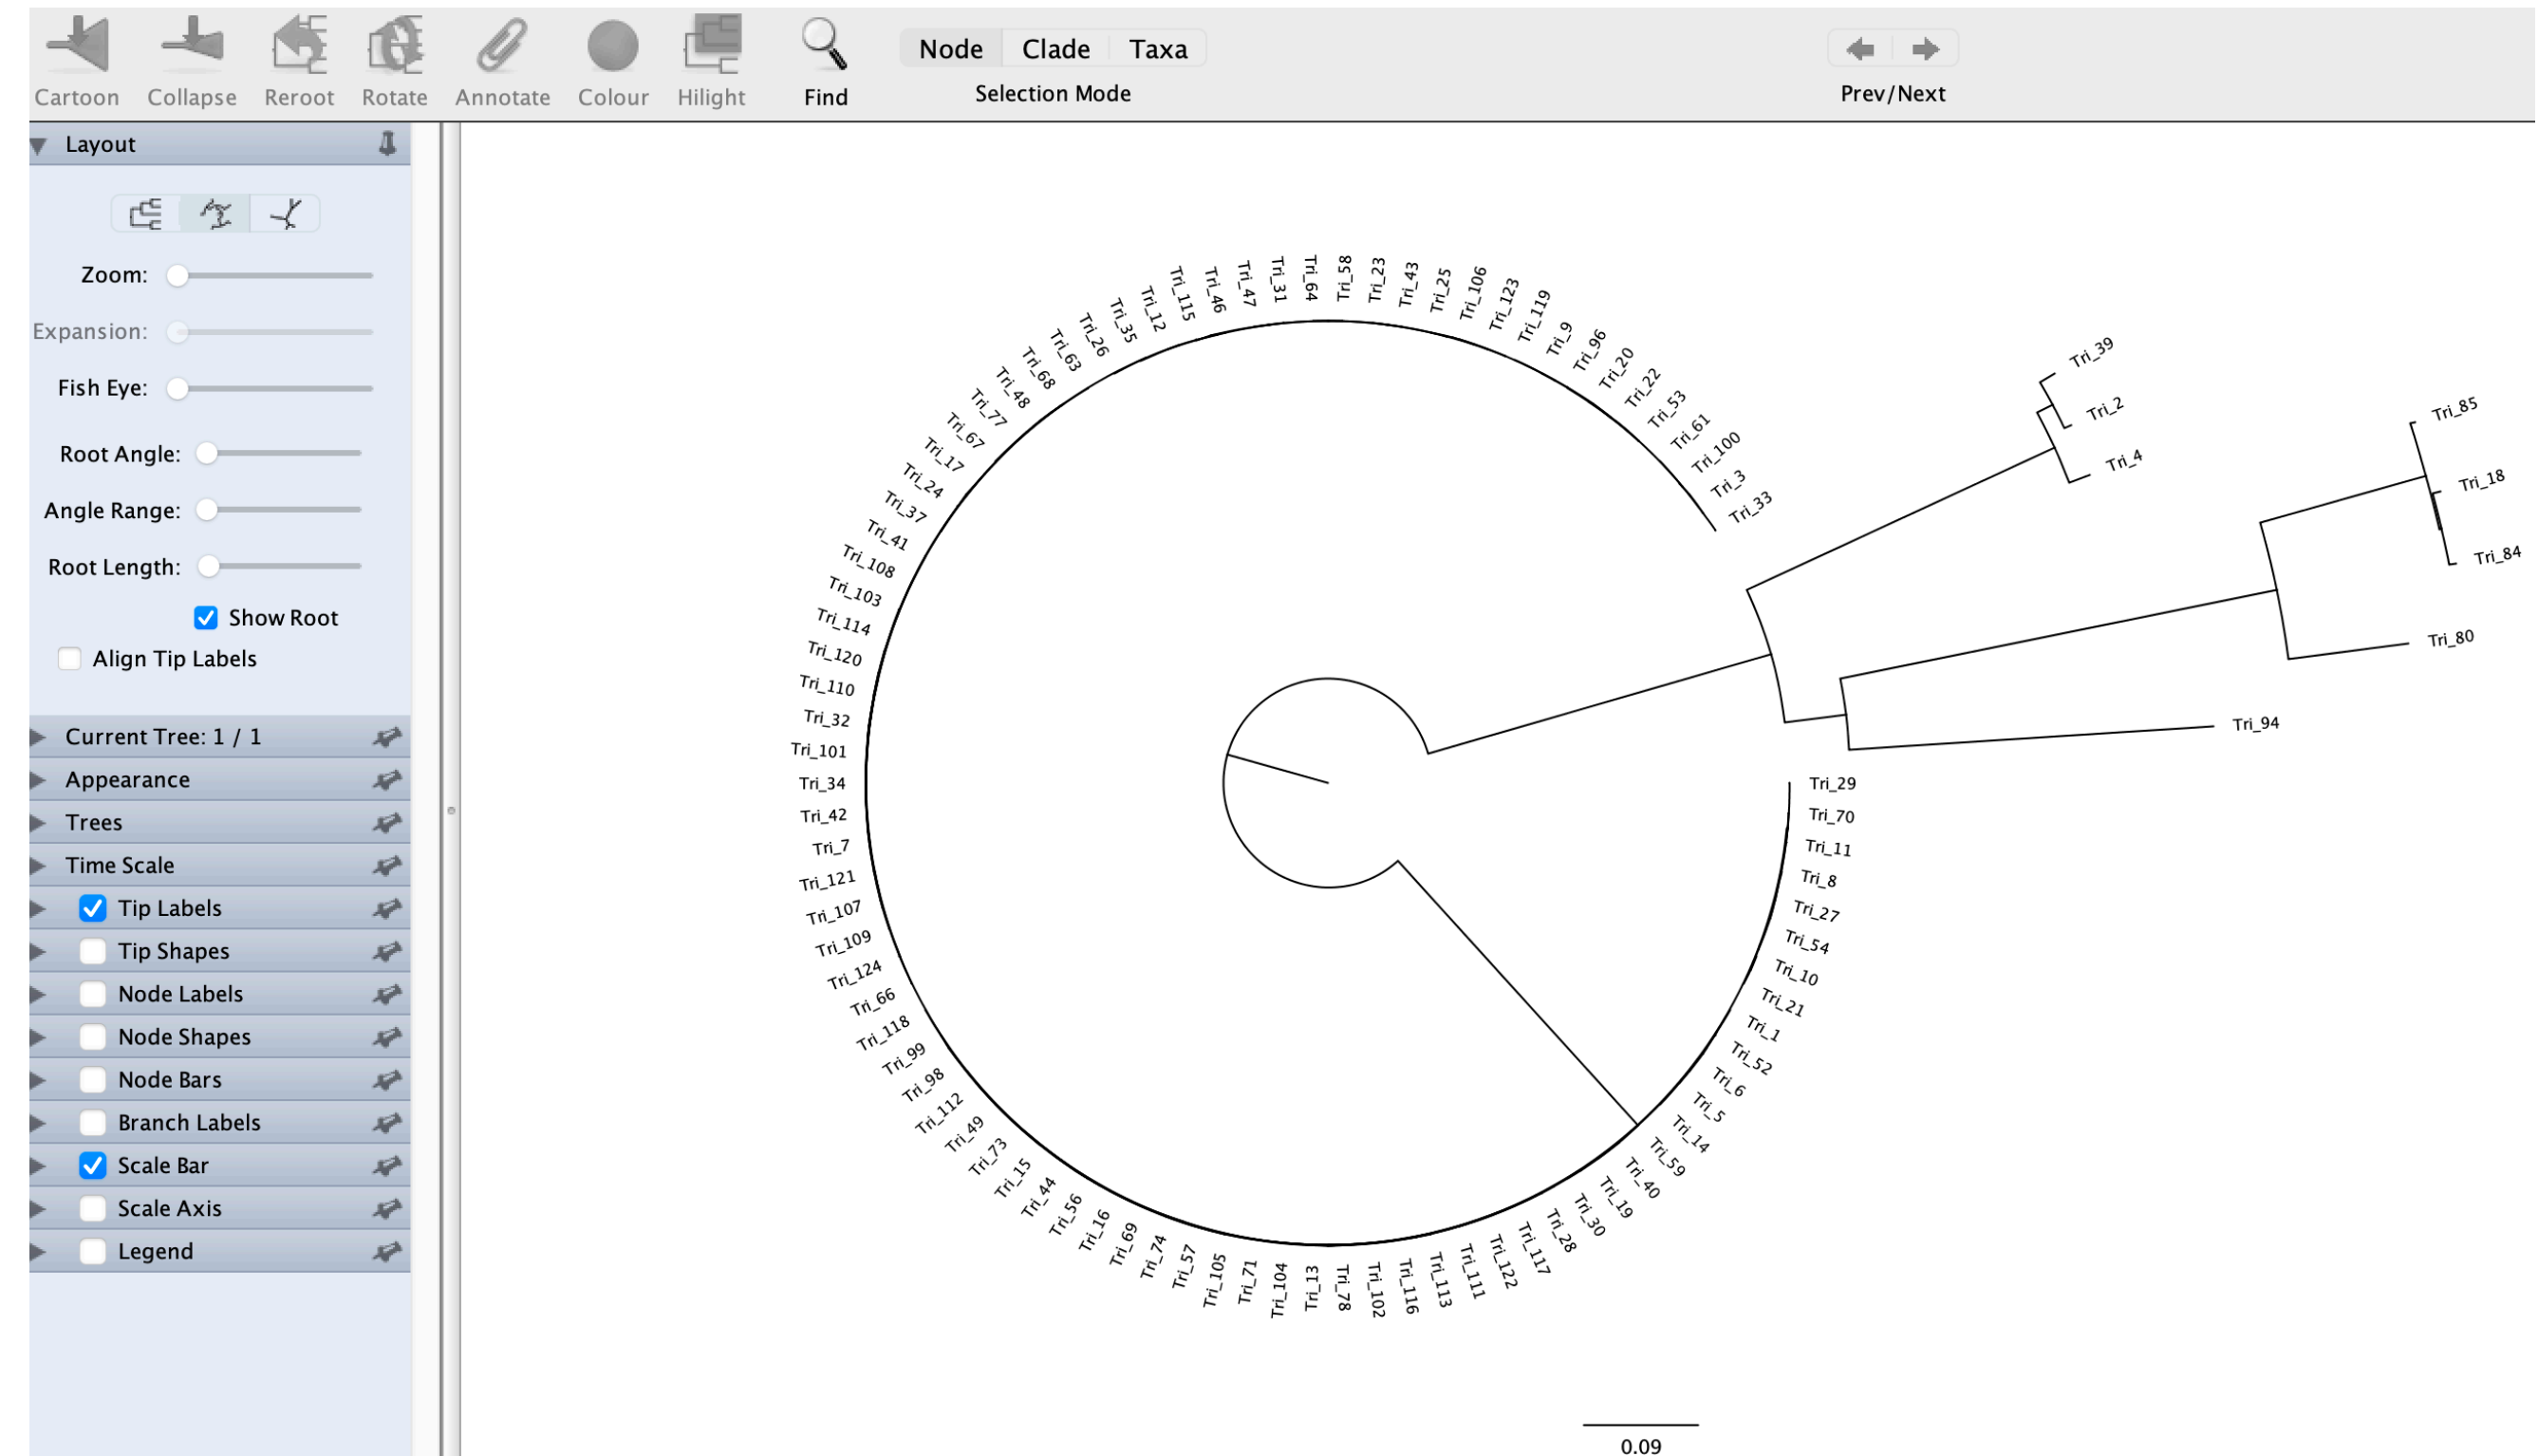 Cartoon Collapse Reroot Rotate Annotate Colour Hilight Find
Node Clade Taxa
Selection Mode
Prev/Next
Layout
Zoom:
Expansion:
Fish Eye:
Root Angle:
Angle Range:
Root Length:
Show Root
Align Tip Labels
Current Tree: 1 / 1
Appearance
Trees
Time Scale
Tip Labels
Tip Shapes
Node Labels
Node Shapes
Node Bars
Branch Labels
Scale Bar
Scale Axis
Legend
Tri_39
Tri_2
Tri_4
Tri_85
Tri_18
Tri_84
Tri_80
Tri_94
Tri_29
Tri_70
Tri_11
Tri_8
Tri_27
Tri_54
Tri_10
Tri_21
Tri_1
Tri_52
Tri_6
Tri_5
Tri_14
Tri_59
Tri_40
Tri_19
Tri_30
Tri_28
Tri_117
Tri_122
Tri_111
Tri_113
Tri_116
Tri_102
Tri_78
Tri_13
Tri_104
Tri_71
Tri_105
Tri_57
Tri_74
Tri_69
Tri_16
Tri_56
Tri_44
Tri_15
Tri_73
Tri_49
Tri_112
Tri_98
Tri_99
Tri_118
Tri_66
Tri_124
Tri_109
Tri_107
Tri_121
Tri_7
Tri_42
Tri_34
Tri_101
Tri_32
Tri_110
Tri_120
Tri_114
Tri_103
Tri_108
Tri_41
Tri_37
Tri_24
Tri_17
Tri_67
Tri_77
Tri_48
Tri_68
Tri_63
Tri_26
Tri_35
Tri_12
Tri_115
Tri_46
Tri_47
Tri_31
Tri_64
Tri_58
Tri_23
Tri_43
Tri_25
Tri_106
Tri_123
Tri_119
Tri_9
Tri_96
Tri_20
Tri_22
Tri_53
Tri_61
Tri_100
Tri_3
Tri_33
0.09